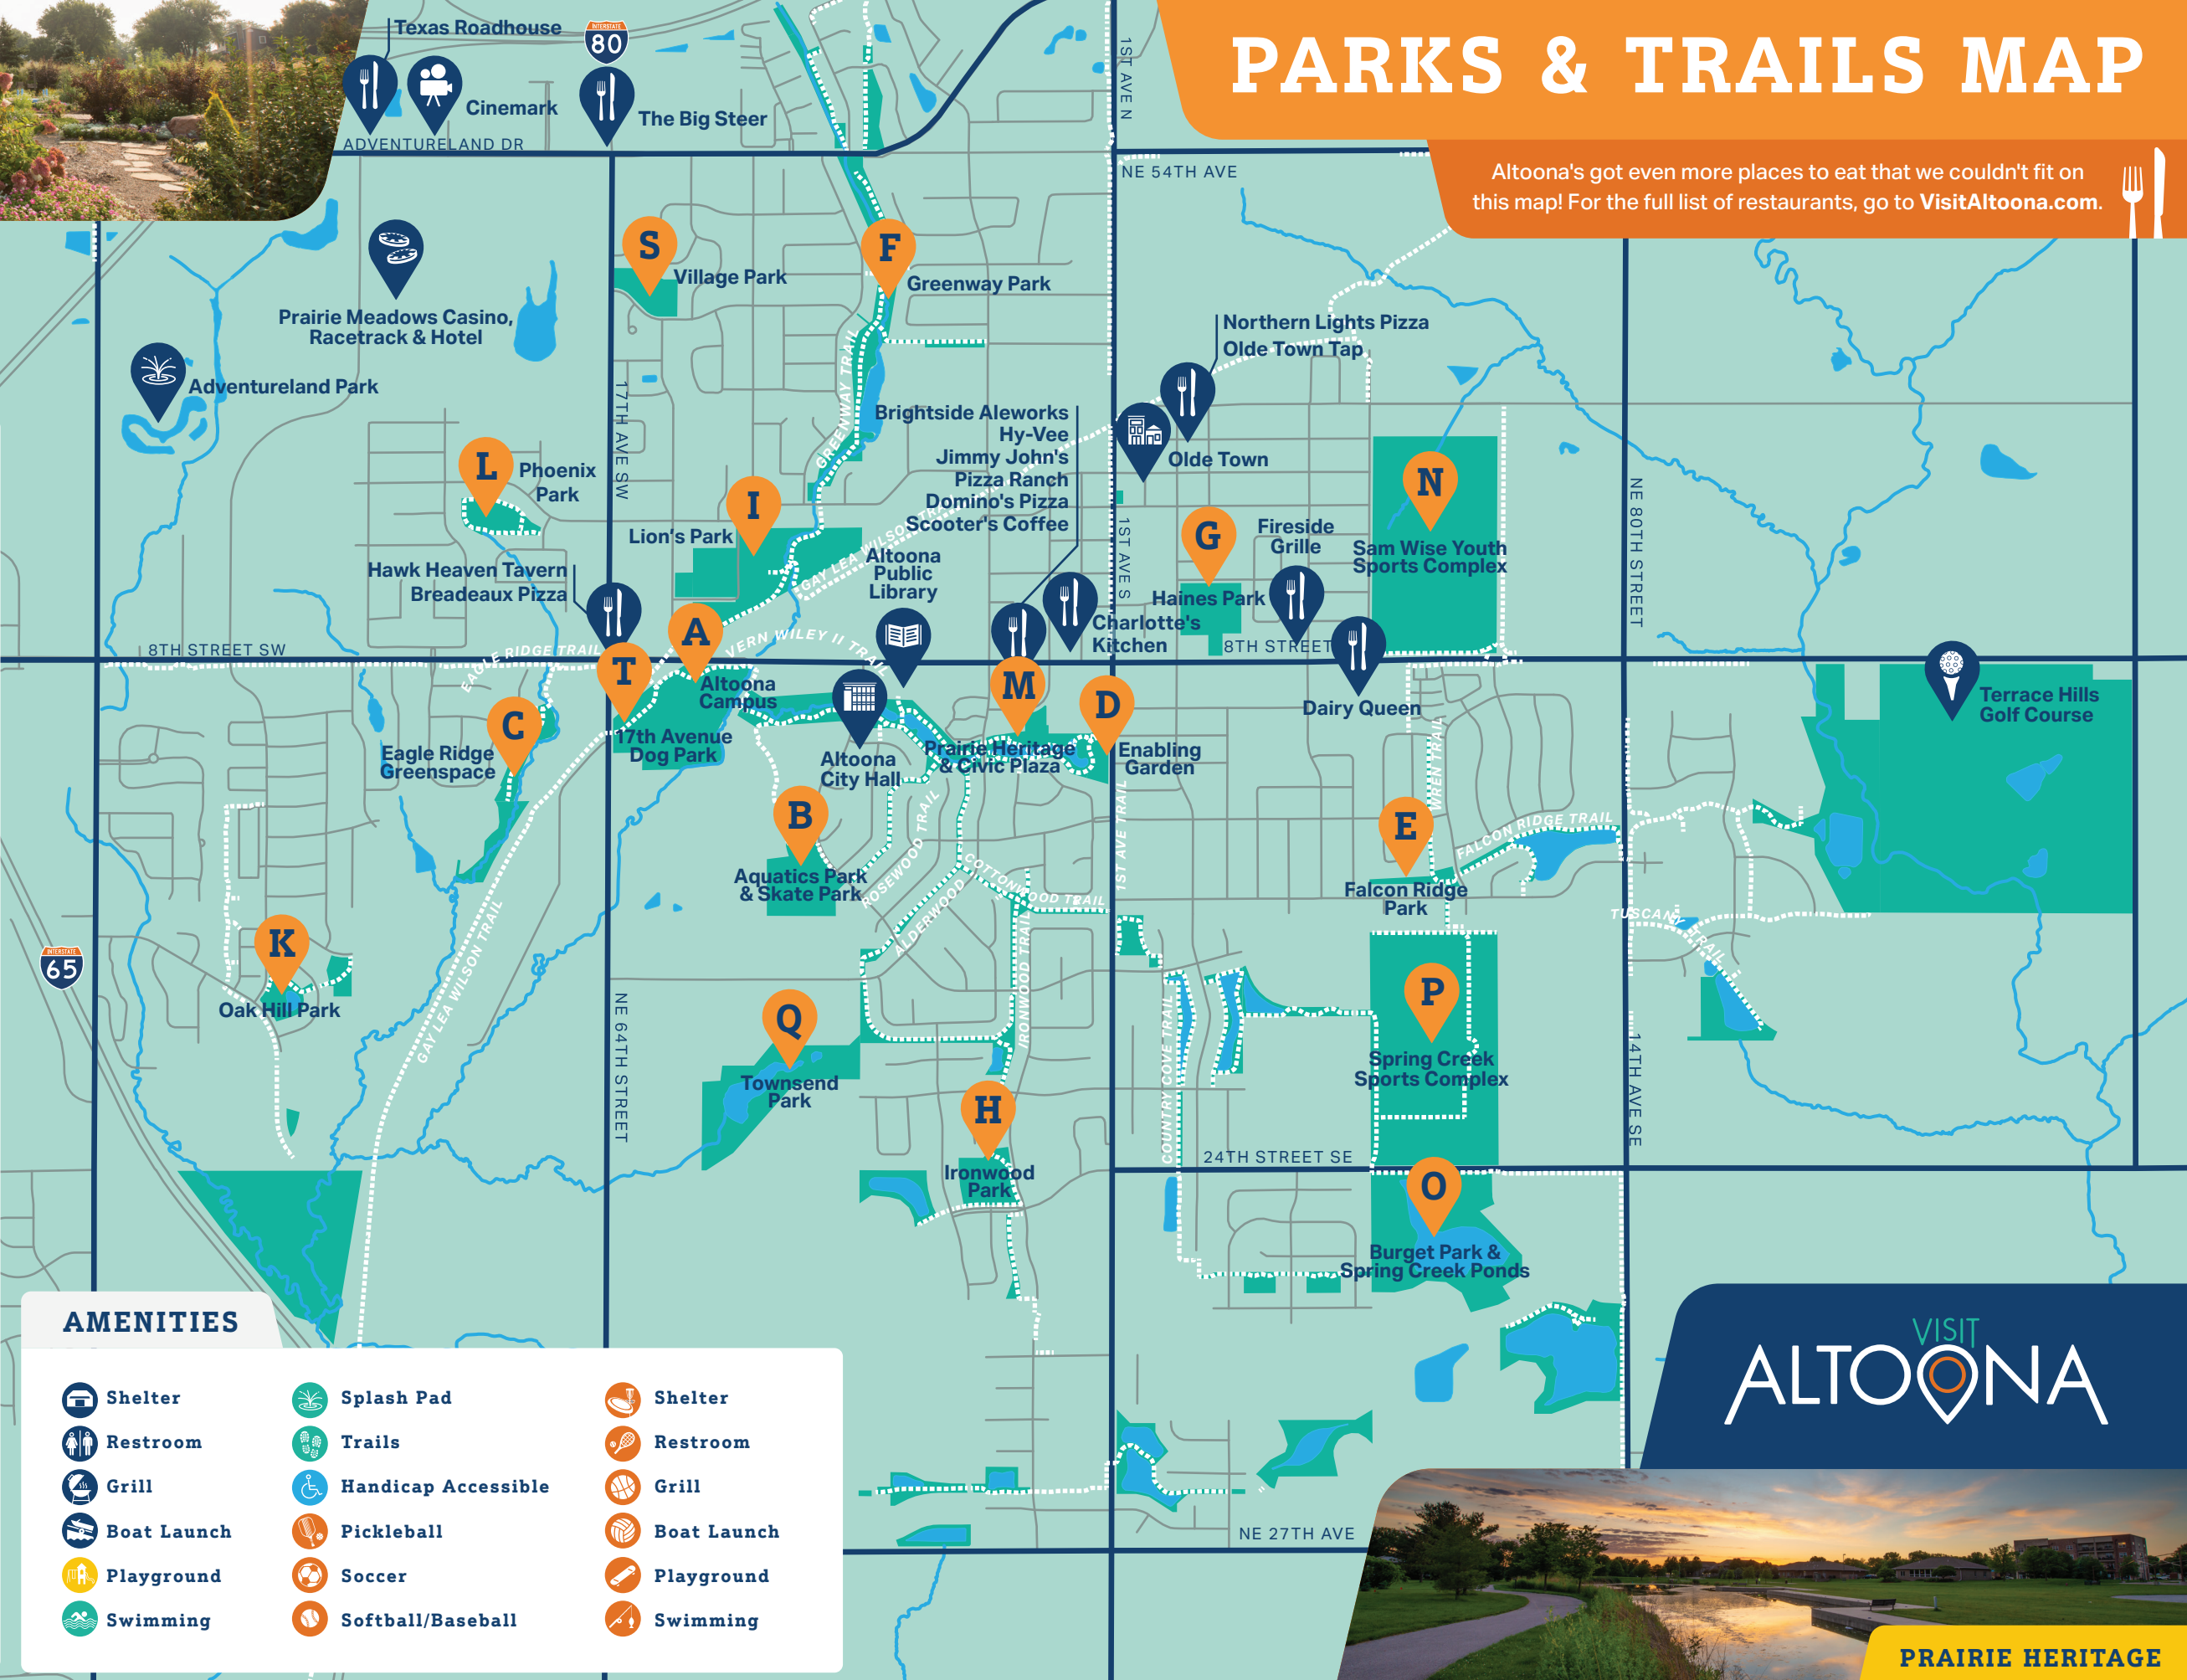 PARKS & TRAILS MAP
Altoona's got even more places to eat that we couldn't fit on
this map! For the full list of restaurants, go to VisitAltoona.com.
Texas Roadhouse
INTERSTATE
80
Cinemark
The Big Steer
ADVENTURELAND DR
1ST AVE N
NE 54TH AVE
S
Village Park
F
Greenway Park
Prairie Meadows Casino,
Racetrack & Hotel
Adventureland Park
Northern Lights Pizza
Olde Town Tap
17TH AVE SW
GREENWAY TRAIL
Brightside Aleworks
Hy-Vee
Jimmy John's
Pizza Ranch
Domino's Pizza
Scooter's Coffee
Olde Town
L
Phoenix
Park
I
Lion's Park
N
Sam Wise Youth
Sports Complex
NE 80TH STREET
GAY LEA WILSON TRAIL
Altoona
Public
Library
1ST AVE S
G
Haines Park
Fireside
Grille
Hawk Heaven Tavern
Breadeaux Pizza
Charlotte's
Kitchen
8TH STREET SW
EAGLE RIDGE TRAIL
A
VERN WILEY II TRAIL
8TH STREET
T
Altoona
Campus
M
D
Dairy Queen
Terrace Hills
Golf Course
C
Eagle Ridge
Greenspace
17th Avenue
Dog Park
Altoona
City Hall
Prairie Heritage
& Civic Plaza
Enabling
Garden
WREN TRAIL
B
Aquatics Park
& Skate Park
ROSEWOOD TRAIL
1ST AVE TRAIL
E
Falcon Ridge
Park
FALCON RIDGE TRAIL
COTTONWOOD TRAIL
ALDERWOOD
TUSCANY TRAIL
INTERSTATE
65
K
Oak Hill Park
GAY LEA WILSON TRAIL
IRONWOOD TRAIL
NE 64TH STREET
Q
Townsend
Park
COUNTRY COVE TRAIL
P
Spring Creek
Sports Complex
14TH AVE SE
H
Ironwood
Park
24TH STREET SE
O
Burget Park &
Spring Creek Ponds
NE 27TH AVE
AMENITIES
Shelter
Restroom
Grill
Boat Launch
Playground
Swimming
Splash Pad
Trails
Handicap Accessible
Pickleball
Soccer
Softball/Baseball
Shelter
Restroom
Grill
Boat Launch
Playground
Swimming
VISIT
ALTOONA
PRAIRIE HERITAGE